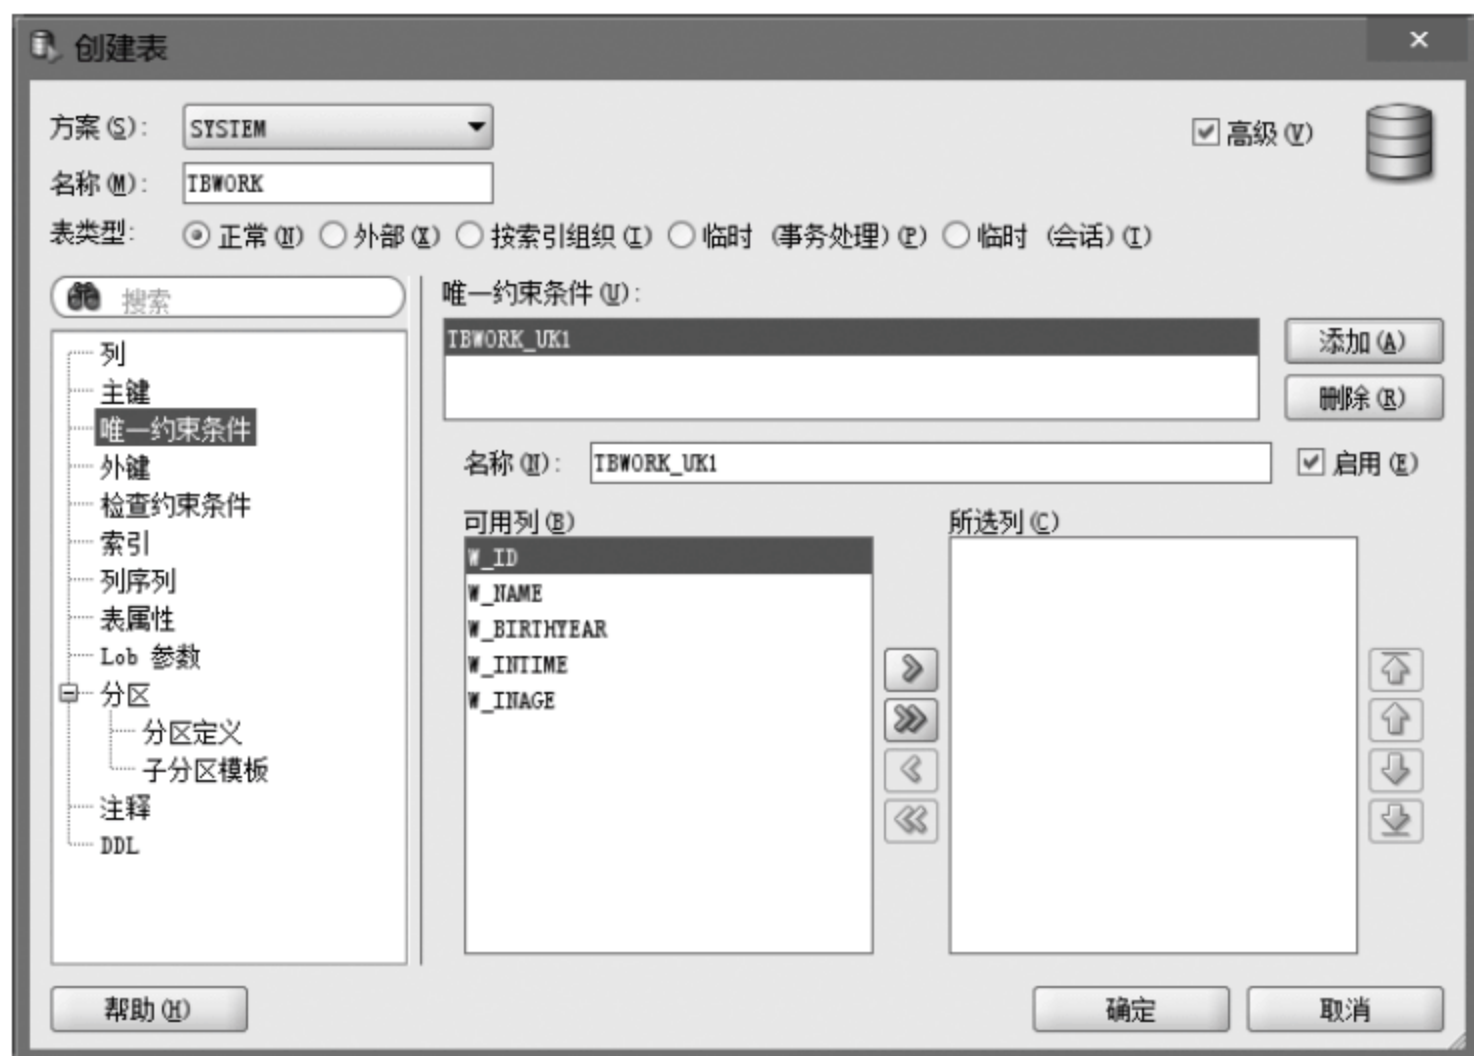 创建表
方案(S): SYSTEM 高级(V)
名称(M): TBWORK
表类型: 正常(N) 外部(X) 按索引组织(I) 临时 (事务处理)(P) 临时 (会话)(T)
搜索
列
主键
唯一约束条件
外键
检查约束条件
索引
列序列
表属性
Lob 参数
分区
分区定义
子分区模板
注释
DDL
唯一约束条件(U):
TBWORK_UK1
添加(A)
删除(R)
名称(N): TBWORK_UK1 启用(E)
可用列(B) 所选列(C)
W_ID
W_NAME
W_BIRTHYEAR
W_INTIME
W_INAGE
帮助(H) 确定 取消